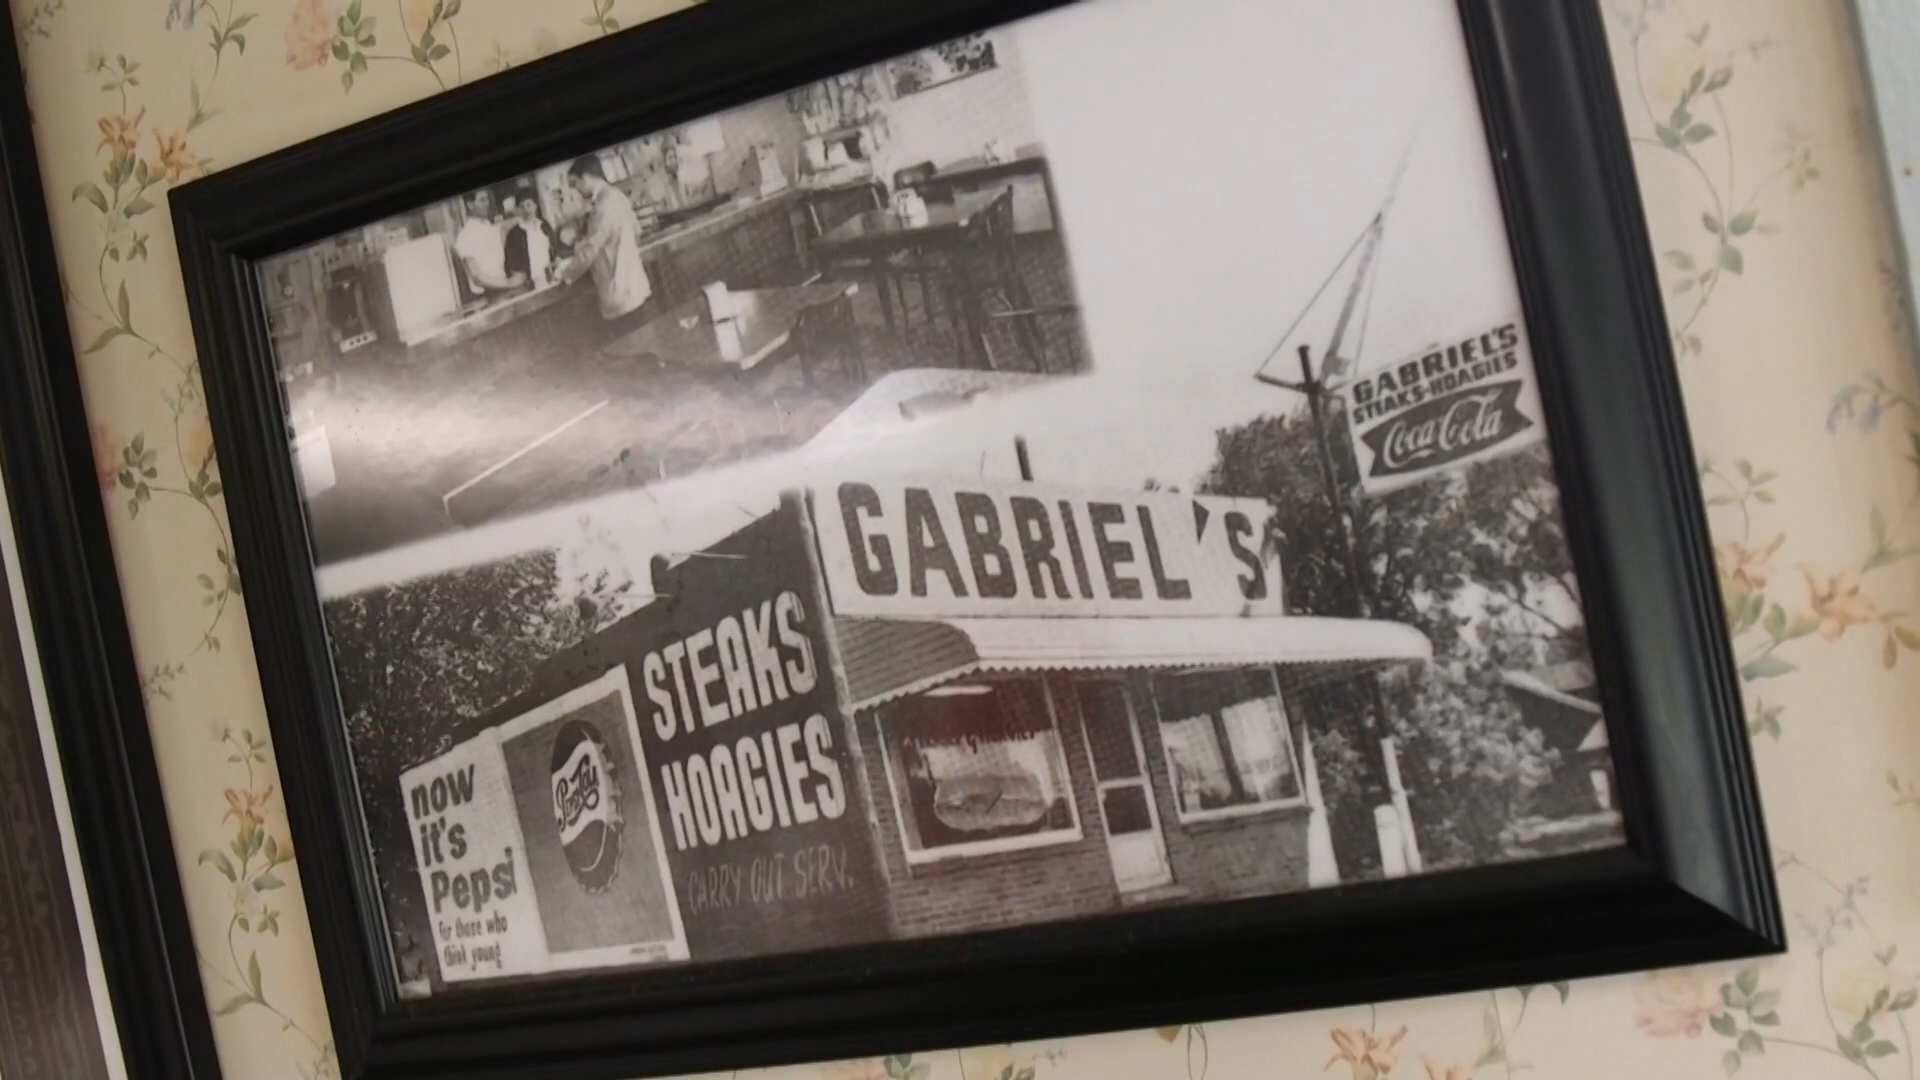 GABRIEL'S
STEAKS-HOAGIES
Coca-Cola
GABRIEL'S
STEAKS
HOAGIES
CARRY OUT SERV.
now
it's
Pepsi
for those who
think young